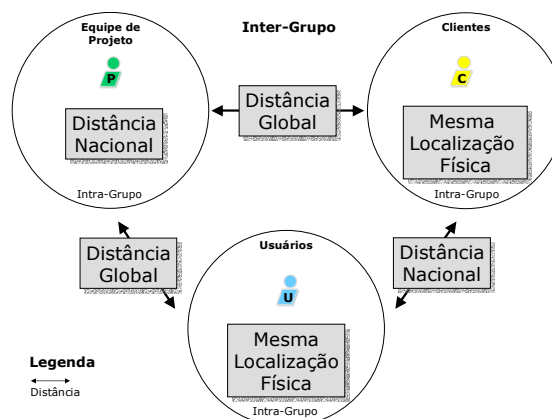 Equipe de
Projeto
Inter-Grupo
Clientes
P
C
Distância
Nacional
Distância
Global
Mesma
Localização
Física
Intra-Grupo
Intra-Grupo
Distância
Global
Usuários
Distância
Nacional
U
Mesma
Localização
Física
Legenda
Distância
Intra-Grupo